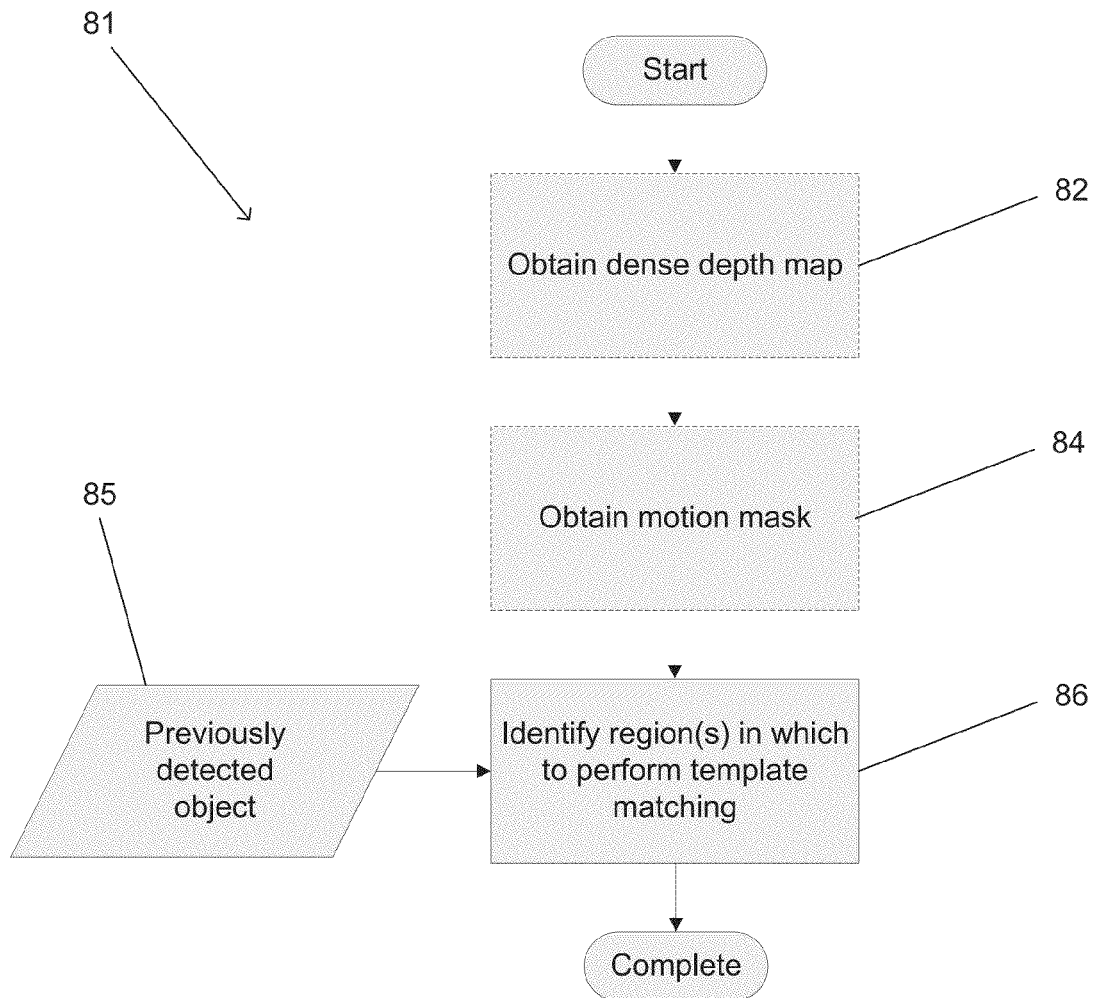 81
Start
82
Obtain dense depth map
84
Obtain motion mask
85
Previously
detected
object
86
Identify region(s) in which
to perform template
matching
Complete